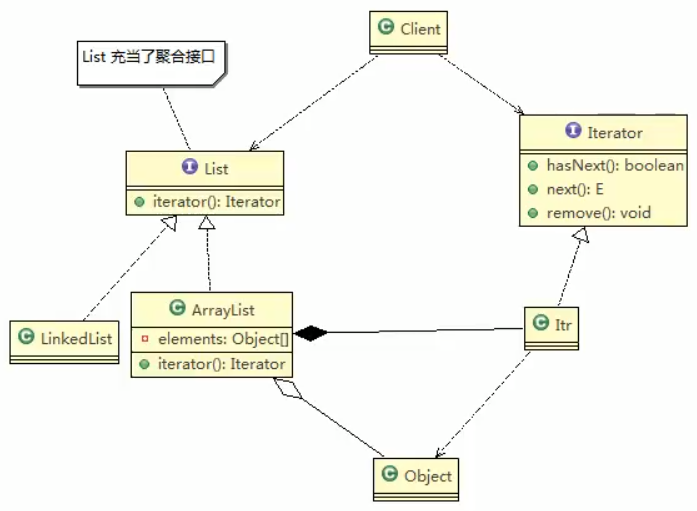 Client
List 充当了聚合接口
Iterator
hasNext(): boolean
next(): E
remove(): void
List
iterator(): Iterator
ArrayList
elements: Object[]
iterator(): Iterator
LinkedList
Itr
Object